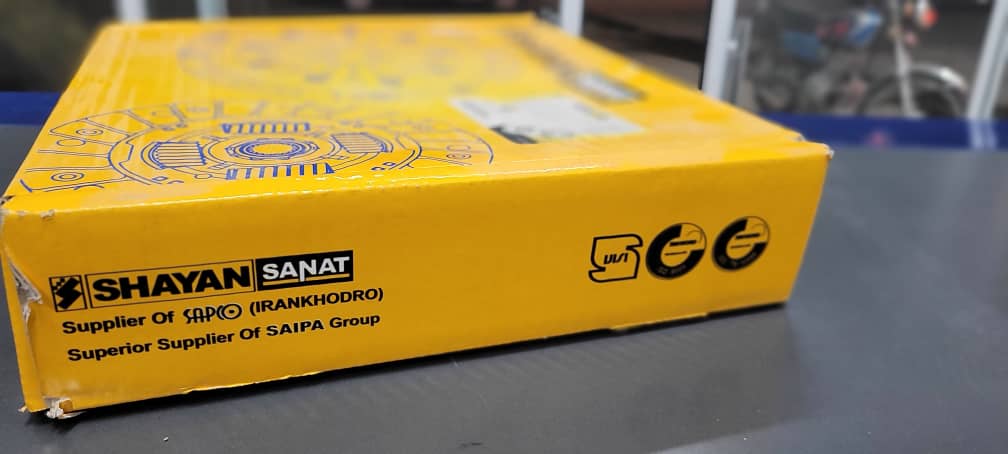 SHAYAN SANAT
Supplier Of SAPCO (IRANKHODRO)
Superior Supplier Of SAIPA Group